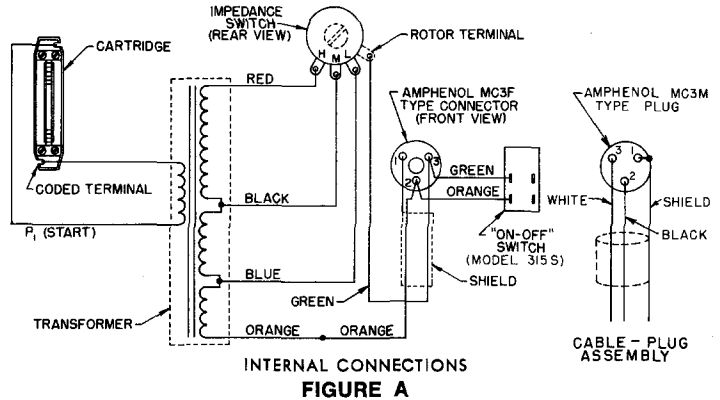 IMPEDANCE
SWITCH
(REAR VIEW)
H M L
ROTOR TERMINAL
CARTRIDGE
RED
AMPHENOL MC3F
TYPE CONNECTOR
(FRONT VIEW)
AMPHENOL MC3M
TYPE PLUG
1 3
2
GREEN
ORANGE
3 1
2
CODED TERMINAL
BLACK
WHITE
SHIELD
BLACK
P1 (START)
"ON-OFF"
SWITCH
(MODEL 315S)
BLUE
SHIELD
GREEN
TRANSFORMER
ORANGE ORANGE
CABLE-PLUG
ASSEMBLY
INTERNAL CONNECTIONS
FIGURE A